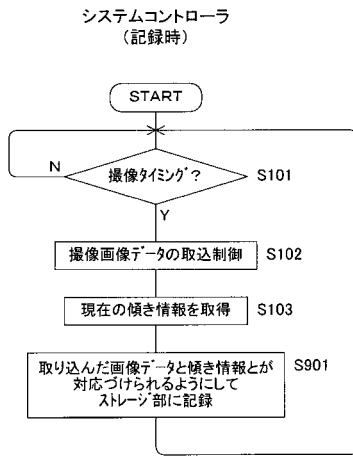 システムコントローラ
(記録時)
START
N
撮像タイミング?
S101
Y
撮像画像データの取込制御
S102
現在の傾き情報を取得
S103
取り込んだ画像データと傾き情報とが
対応づけられるようにして
ストレージ部に記録
S901